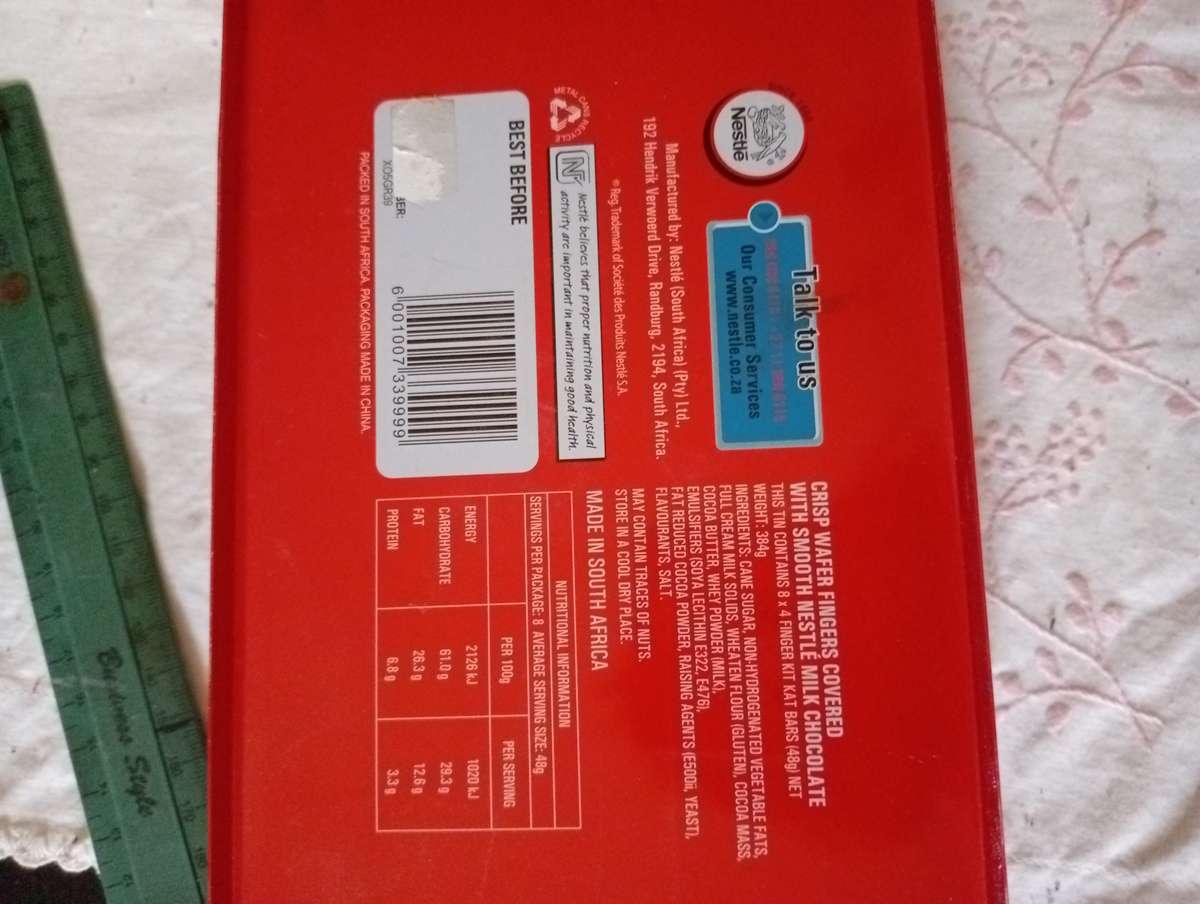 Nestlé
Talk to us
Our Consumer Services
www.nestle.co.za
Manufactured by: Nestlé (South Africa) (Pty) Ltd.,
192 Hendrik Verwoerd Drive, Randburg, 2194, South Africa.
® Reg. Trademark of Société des Produits Nestlé S.A.
METAL CANS RECYCLE
N Nestlé believes that proper nutrition and physical
activity are important in maintaining good health.
BEST BEFORE
BER:
XO5GR39
6 001007 339999
PACKED IN SOUTH AFRICA. PACKAGING MADE IN CHINA.
CRISP WAFER FINGERS COVERED
WITH SMOOTH NESTLÉ MILK CHOCOLATE
THIS TIN CONTAINS 8 x 4 FINGER KIT KAT BARS (48g) NET
WEIGHT: 384g
INGREDIENTS: CANE SUGAR, NON-HYDROGENATED VEGETABLE FATS,
FULL CREAM MILK SOLIDS, WHEATEN FLOUR (GLUTEN), COCOA MASS,
COCOA BUTTER, WHEY POWDER (MILK),
EMULSIFIERS (SOYA LECITHIN E322, E476),
FAT REDUCED COCOA POWDER, RAISING AGENTS (E500ii, YEAST),
FLAVOURANTS, SALT.
MAY CONTAIN TRACES OF NUTS.
STORE IN A COOL DRY PLACE.
MADE IN SOUTH AFRICA
NUTRITIONAL INFORMATION
SERVINGS PER PACKAGE: 8 AVERAGE SERVING SIZE: 48g
PER 100g PER SERVING
ENERGY 2126 kJ 1020 kJ
CARBOHYDRATE 61.0 g 29.3 g
FAT 26.3 g 12.6 g
PROTEIN 6.8 g 3.3 g
Style